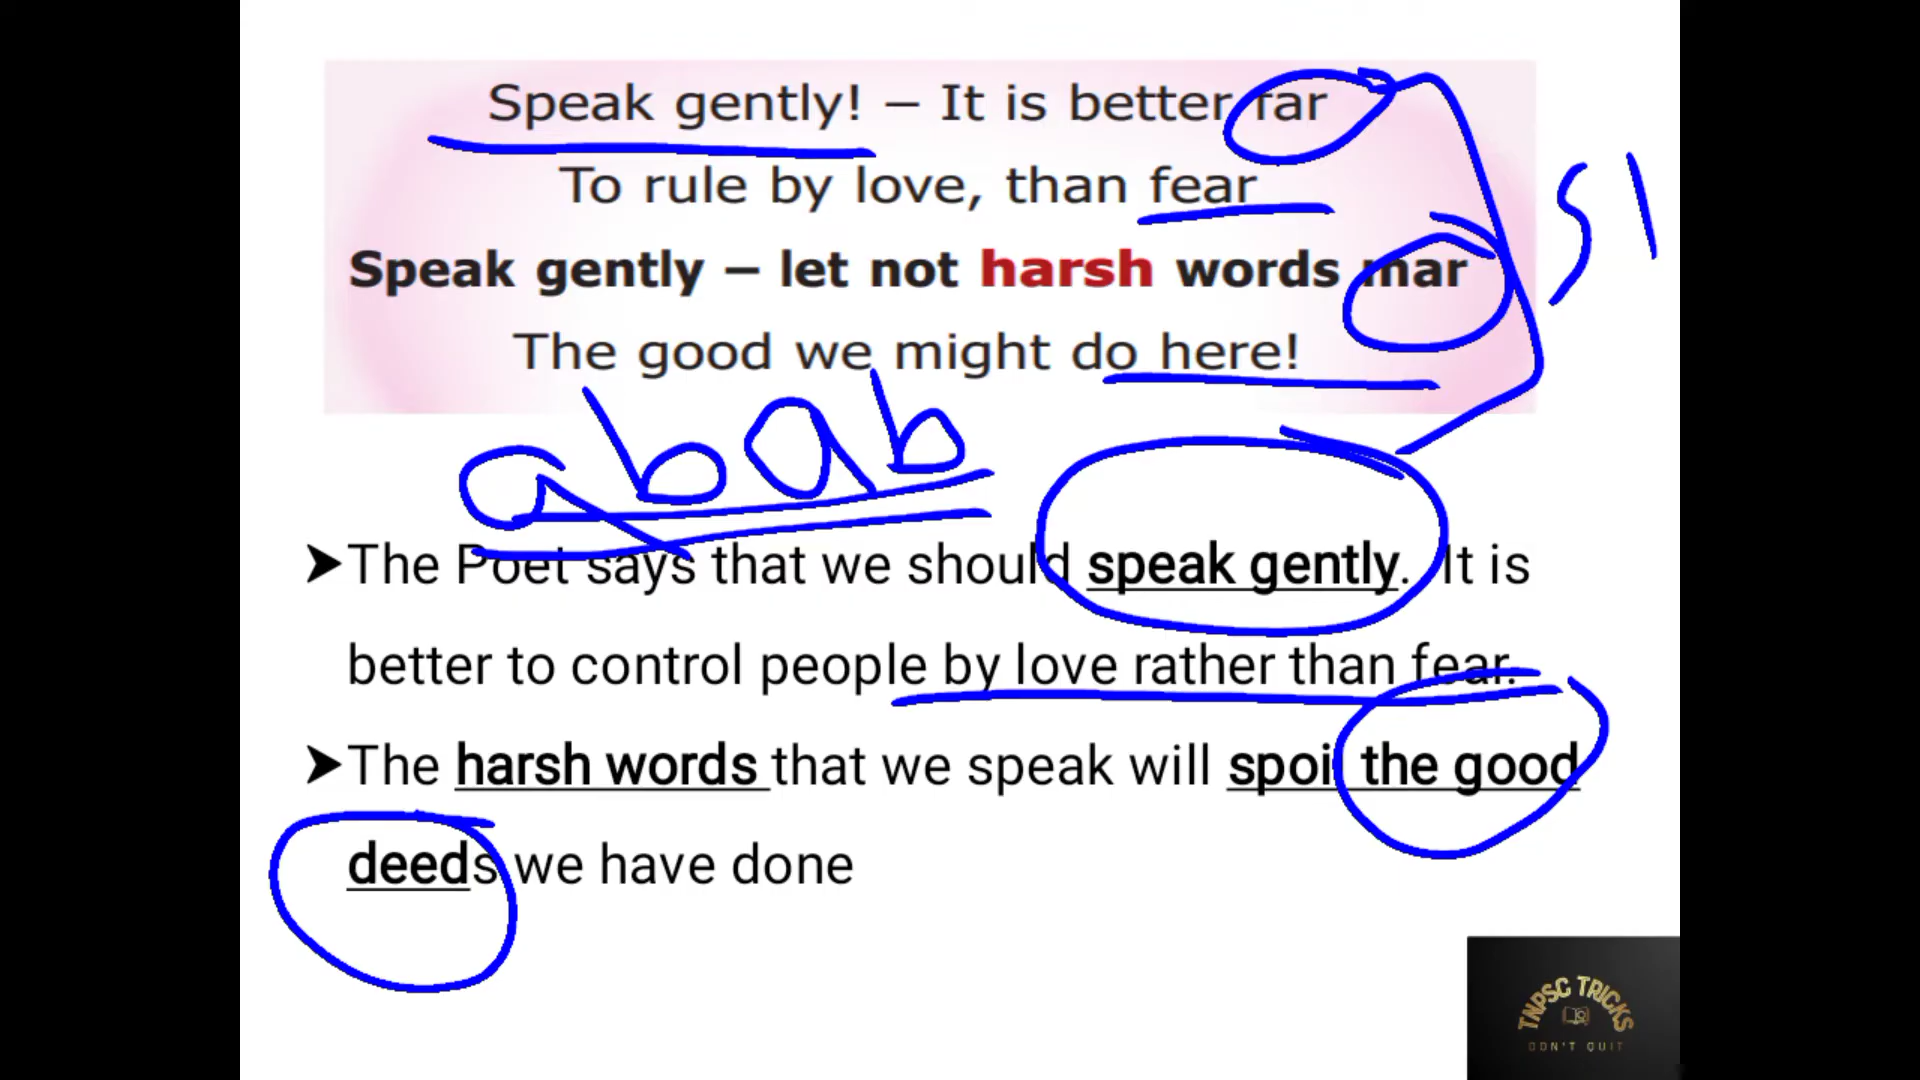 Speak gently! – It is better far
To rule by love, than fear
Speak gently – let not harsh words mar
The good we might do here!
S1
abab
➤The Poet says that we should speak gently. It is
better to control people by love rather than fear.
➤The harsh words that we speak will spoil the good
deeds we have done
TNPSC TRICKS
DON'T QUIT